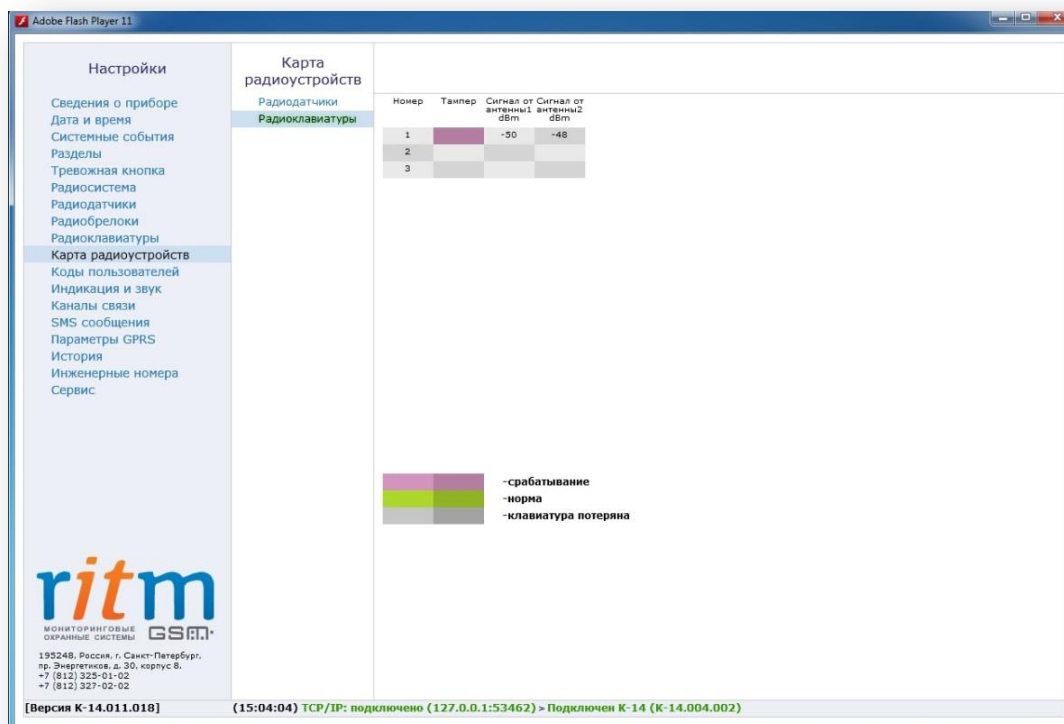 Adobe Flash Player 11
Настройки
Сведения о приборе
Дата и время
Системные события
Разделы
Тревожная кнопка
Радиосистема
Радиодатчики
Радиобрелоки
Радиоклавиатуры
Карта радиоустройств
Коды пользователей
Индикация и звук
Каналы связи
SMS сообщения
Параметры GPRS
История
Инженерные номера
Сервис
ritm
МОНИТОРИНГОВЫЕ
ОХРАННЫЕ СИСТЕМЫ GSM
195248, Россия, г. Санкт-Петербург,
пр. Энергетиков, д. 30, корпус 8.
+7 (812) 325-01-02
+7 (812) 327-02-02
Карта
радиоустройств
Радиодатчики
Радиоклавиатуры
Номер Тампер Сигнал от антенны1 dBm Сигнал от антенны2 dBm
1 -50 -48
2
3
-срабатывание
-норма
-клавиатура потеряна
[Версия К-14.011.018] (15:04:04) TCP/IP: подключено (127.0.0.1:53462) > Подключен К-14 (К-14.004.002)